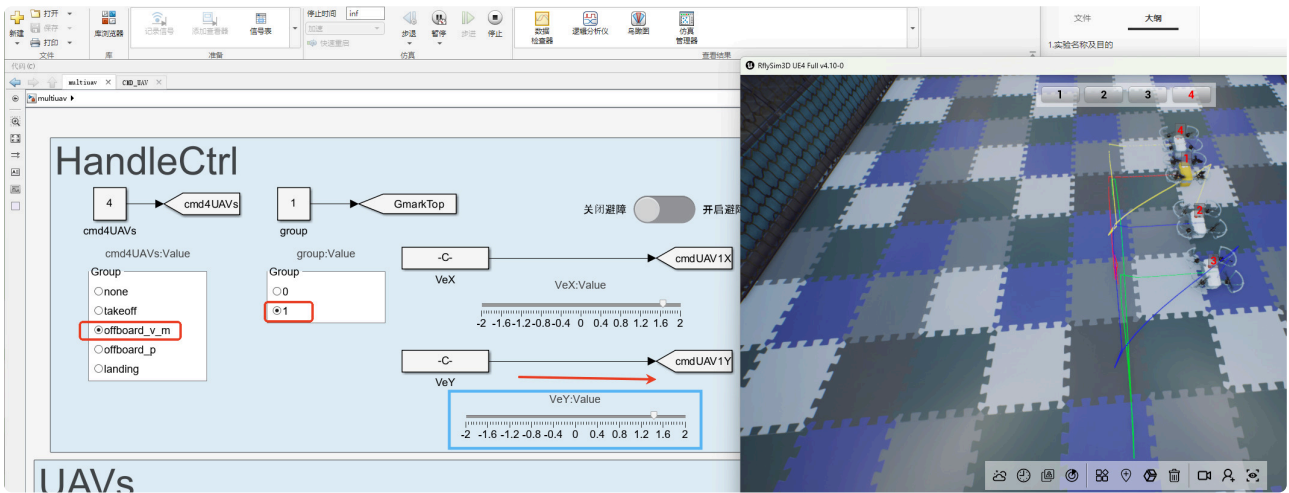 打开
新建
保存
打印
文件
库浏览器
库
记录信号
添加查看器
信号表
准备
停止时间 inf
加速
快速重启
步退
暂停
步进
停止
仿真
数据
检查器
逻辑分析仪
鸟瞰图
仿真
管理器
查看结果
文件
大纲
1.实验名称及目的
代码(C)
multiuav
CMD_UAV
multiuav
HandleCtrl
4
cmd4UAVs
cmd4UAVs
cmd4UAVs:Value
Group
none
takeoff
offboard_v_m
offboard_p
landing
1
GmarkTop
group
group:Value
Group
0
1
关闭避障
开启避障
-C-
cmdUAV1X
VeX
VeX:Value
-2 -1.6 -1.2 -0.8 -0.4 0 0.4 0.8 1.2 1.6 2
-C-
cmdUAV1Y
VeY
VeY:Value
-2 -1.6 -1.2 -0.8 -0.4 0 0.4 0.8 1.2 1.6 2
UAVs
RflySim3D UE4 Full v4.10-0
1 2 3 4
4
1
2
3